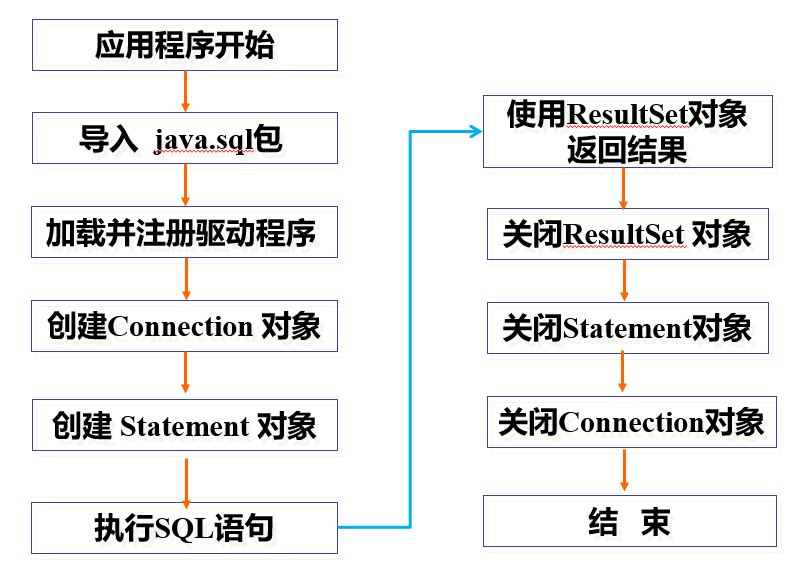 应用程序开始
导入 java.sql包
加载并注册驱动程序
创建Connection 对象
创建 Statement 对象
执行SQL语句
使用ResultSet对象
返回结果
关闭ResultSet 对象
关闭Statement对象
关闭Connection对象
结 束